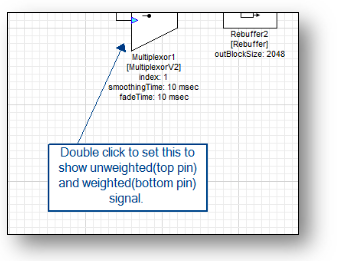 Multiplexor1
[MultiplexorV2]
index: 1
smoothingTime: 10 msec
fadeTime: 10 msec
Rebuffer2
[Rebuffer]
outBlockSize: 2048
Double click to set this to
show unweighted(top pin)
and weighted(bottom pin)
signal.